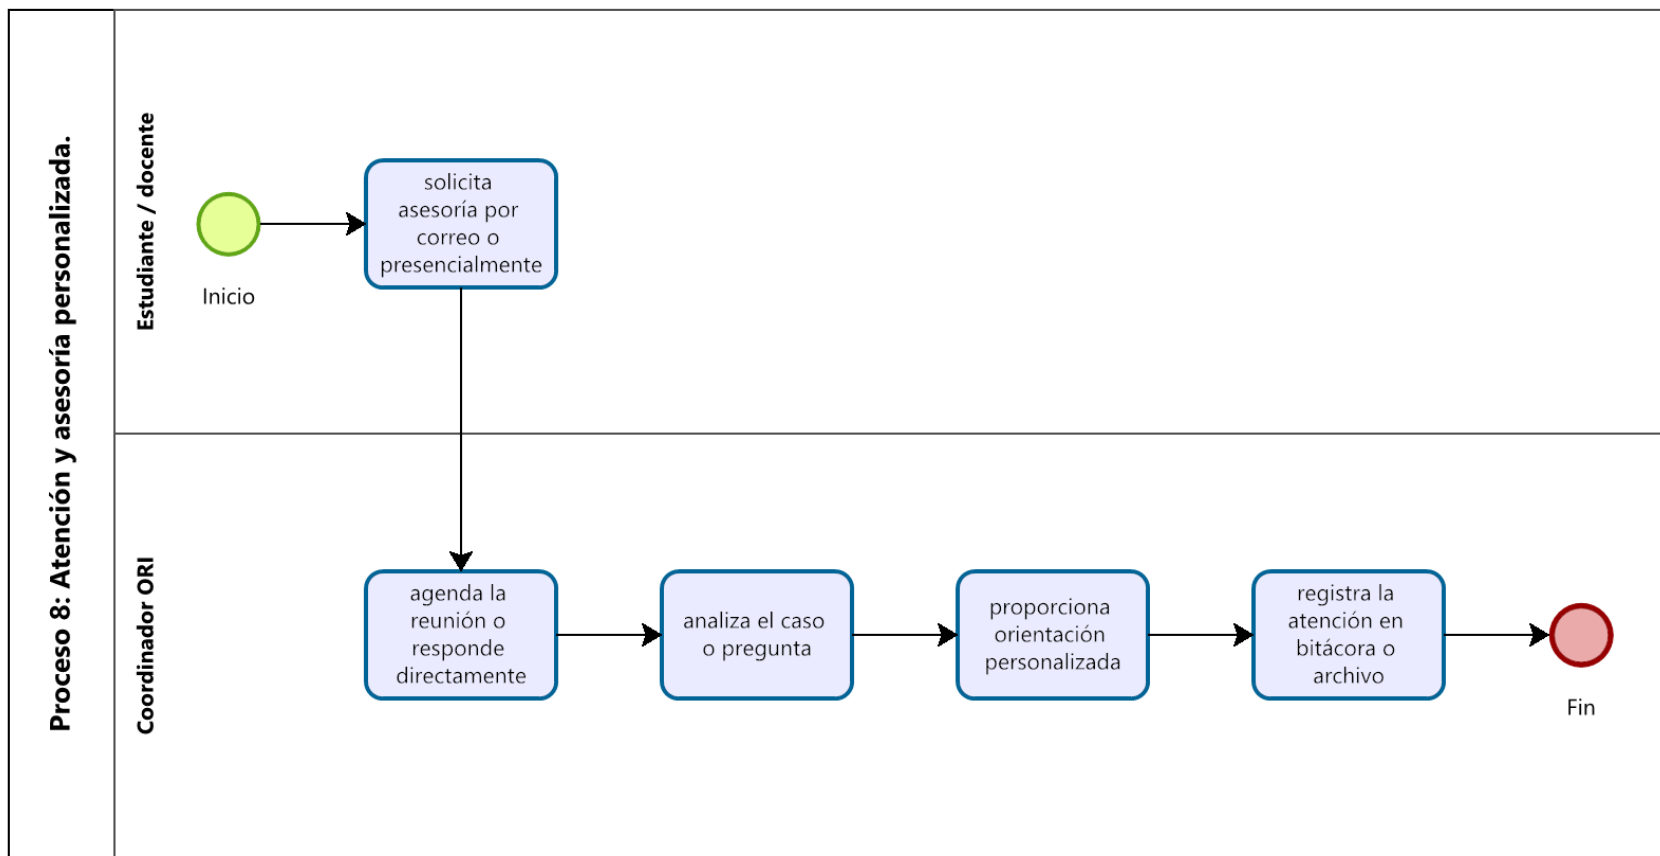 Proceso 8: Atención y asesoría personalizada.
Estudiante / docente
Inicio
solicita
asesoría por
correo o
presencialmente
Coordinador ORI
agenda la
reunión o
responde
directamente
analiza el caso
o pregunta
proporciona
orientación
personalizada
registra la
atención en
bitácora o
archivo
Fin